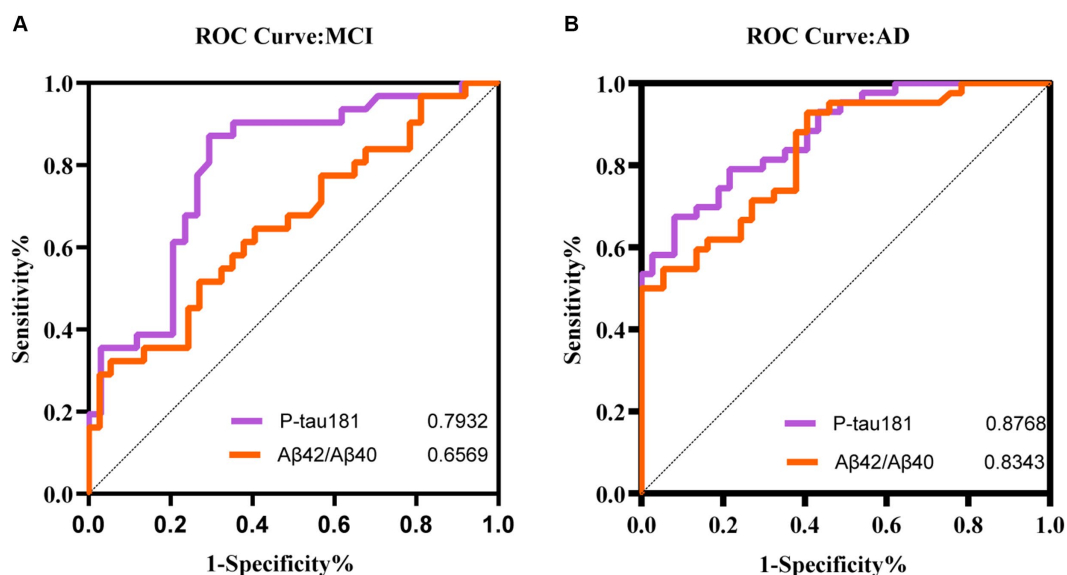 A
ROC Curve:MCI
Sensitivity%
1.0
0.8
0.6
0.4
0.2
0.0
P-tau181 0.7932
Aβ42/Aβ40 0.6569
0.0 0.2 0.4 0.6 0.8 1.0
1-Specificity%
B
ROC Curve:AD
Sensitivity%
1.0
0.8
0.6
0.4
0.2
0.0
P-tau181 0.8768
Aβ42/Aβ40 0.8343
0.0 0.2 0.4 0.6 0.8 1.0
1-Specificity%